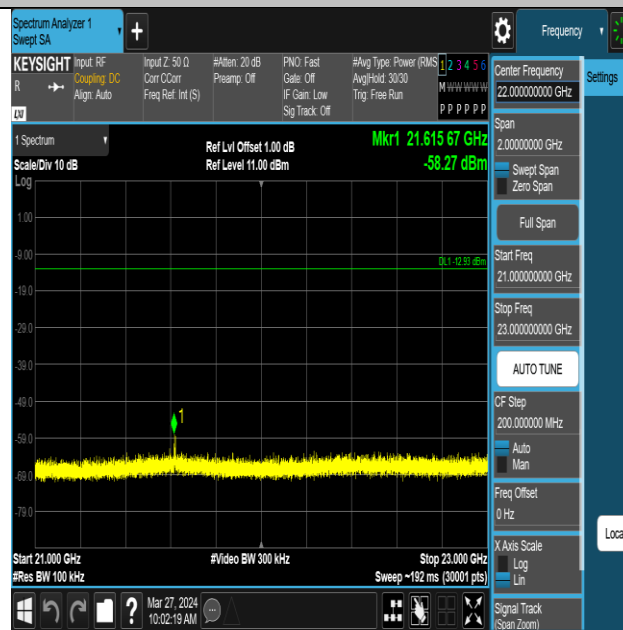 Spectrum Analyzer 1
Swept SA
+
Frequency
KEYSIGHT
R
LXI
Input: RF
Coupling: DC
Align: Auto
Input Z: 50 Ω
Corr CCorr
Freq Ref: Int (S)
#Atten: 20 dB
Preamp: Off
PNO: Fast
Gate: Off
IF Gain: Low
Sig Track: Off
#Avg Type: Power (RMS
Avg|Hold: 30/30
Trig: Free Run
1 2 3 4 5 6
M W W W W W
P P P P P P
1 Spectrum
Scale/Div 10 dB
Log
Ref Lvl Offset 1.00 dB
Ref Level 11.00 dBm
Mkr1 21.615 67 GHz
-58.27 dBm
1.00
-9.00
DL1 -12.93 dBm
-19.0
-29.0
-39.0
-49.0
1
-59.0
-69.0
-79.0
Start 21.000 GHz
#Res BW 100 kHz
#Video BW 300 kHz
Stop 23.000 GHz
Sweep ~192 ms (30001 pts)
Center Frequency
22.000000000 GHz
Settings
Span
2.00000000 GHz
Swept Span
Zero Span
Full Span
Start Freq
21.000000000 GHz
Stop Freq
23.000000000 GHz
AUTO TUNE
CF Step
200.000000 MHz
Auto
Man
Freq Offset
0 Hz
Loca
X Axis Scale
Log
Lin
Signal Track
(Span Zoom)
?
Mar 27, 2024
10:02:19 AM